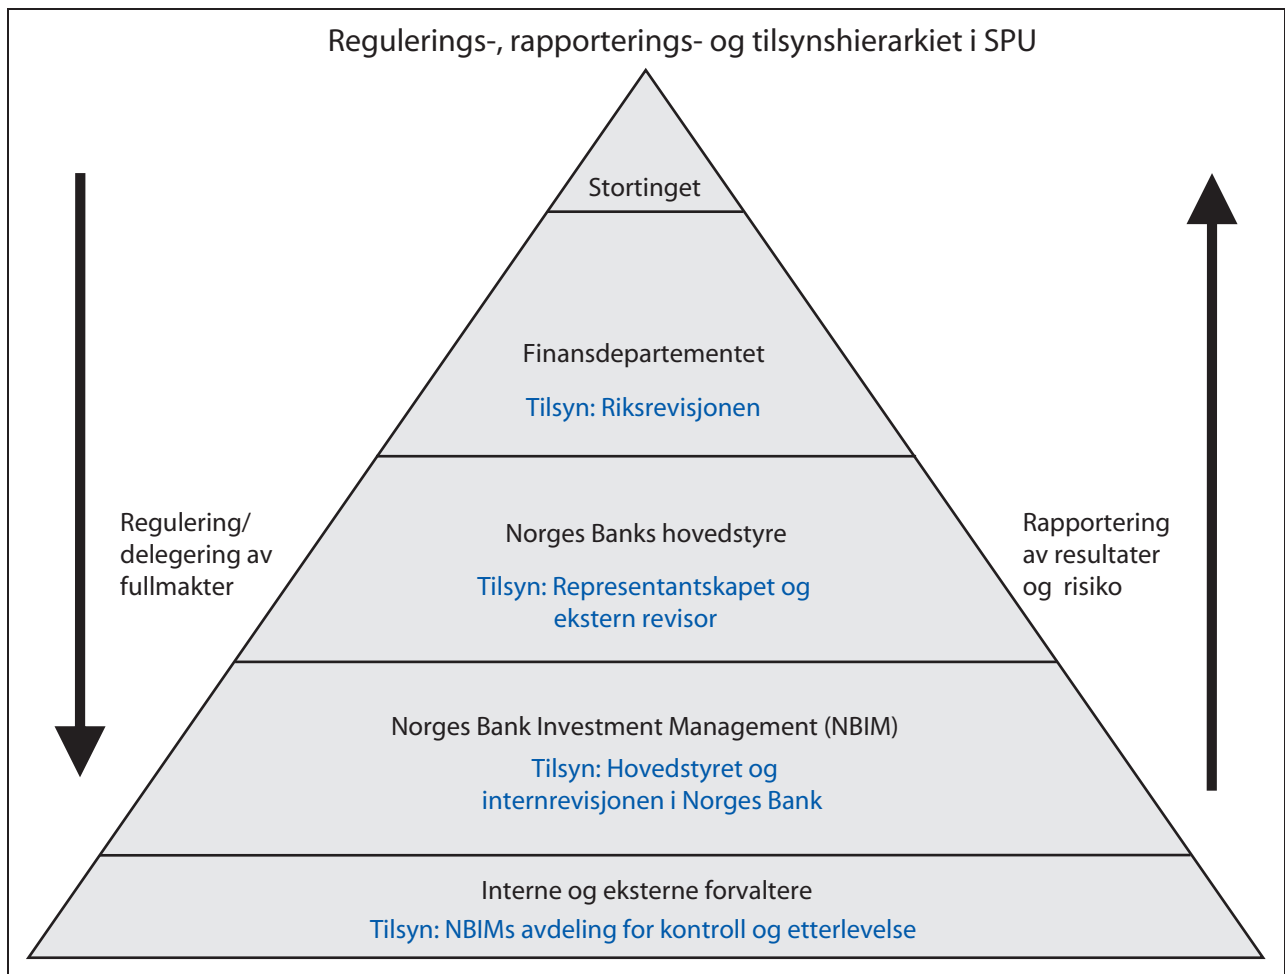 Regulerings-, rapporterings- og tilsynshierarkiet i SPU
Stortinget
Finansdepartementet
Tilsyn: Riksrevisjonen
Regulering/
delegering av
fullmakter
Norges Banks hovedstyre
Tilsyn: Representantskapet og
ekstern revisor
Rapportering
av resultater
og risiko
Norges Bank Investment Management (NBIM)
Tilsyn: Hovedstyret og
internrevisjonen i Norges Bank
Interne og eksterne forvaltere
Tilsyn: NBIMs avdeling for kontroll og etterlevelse